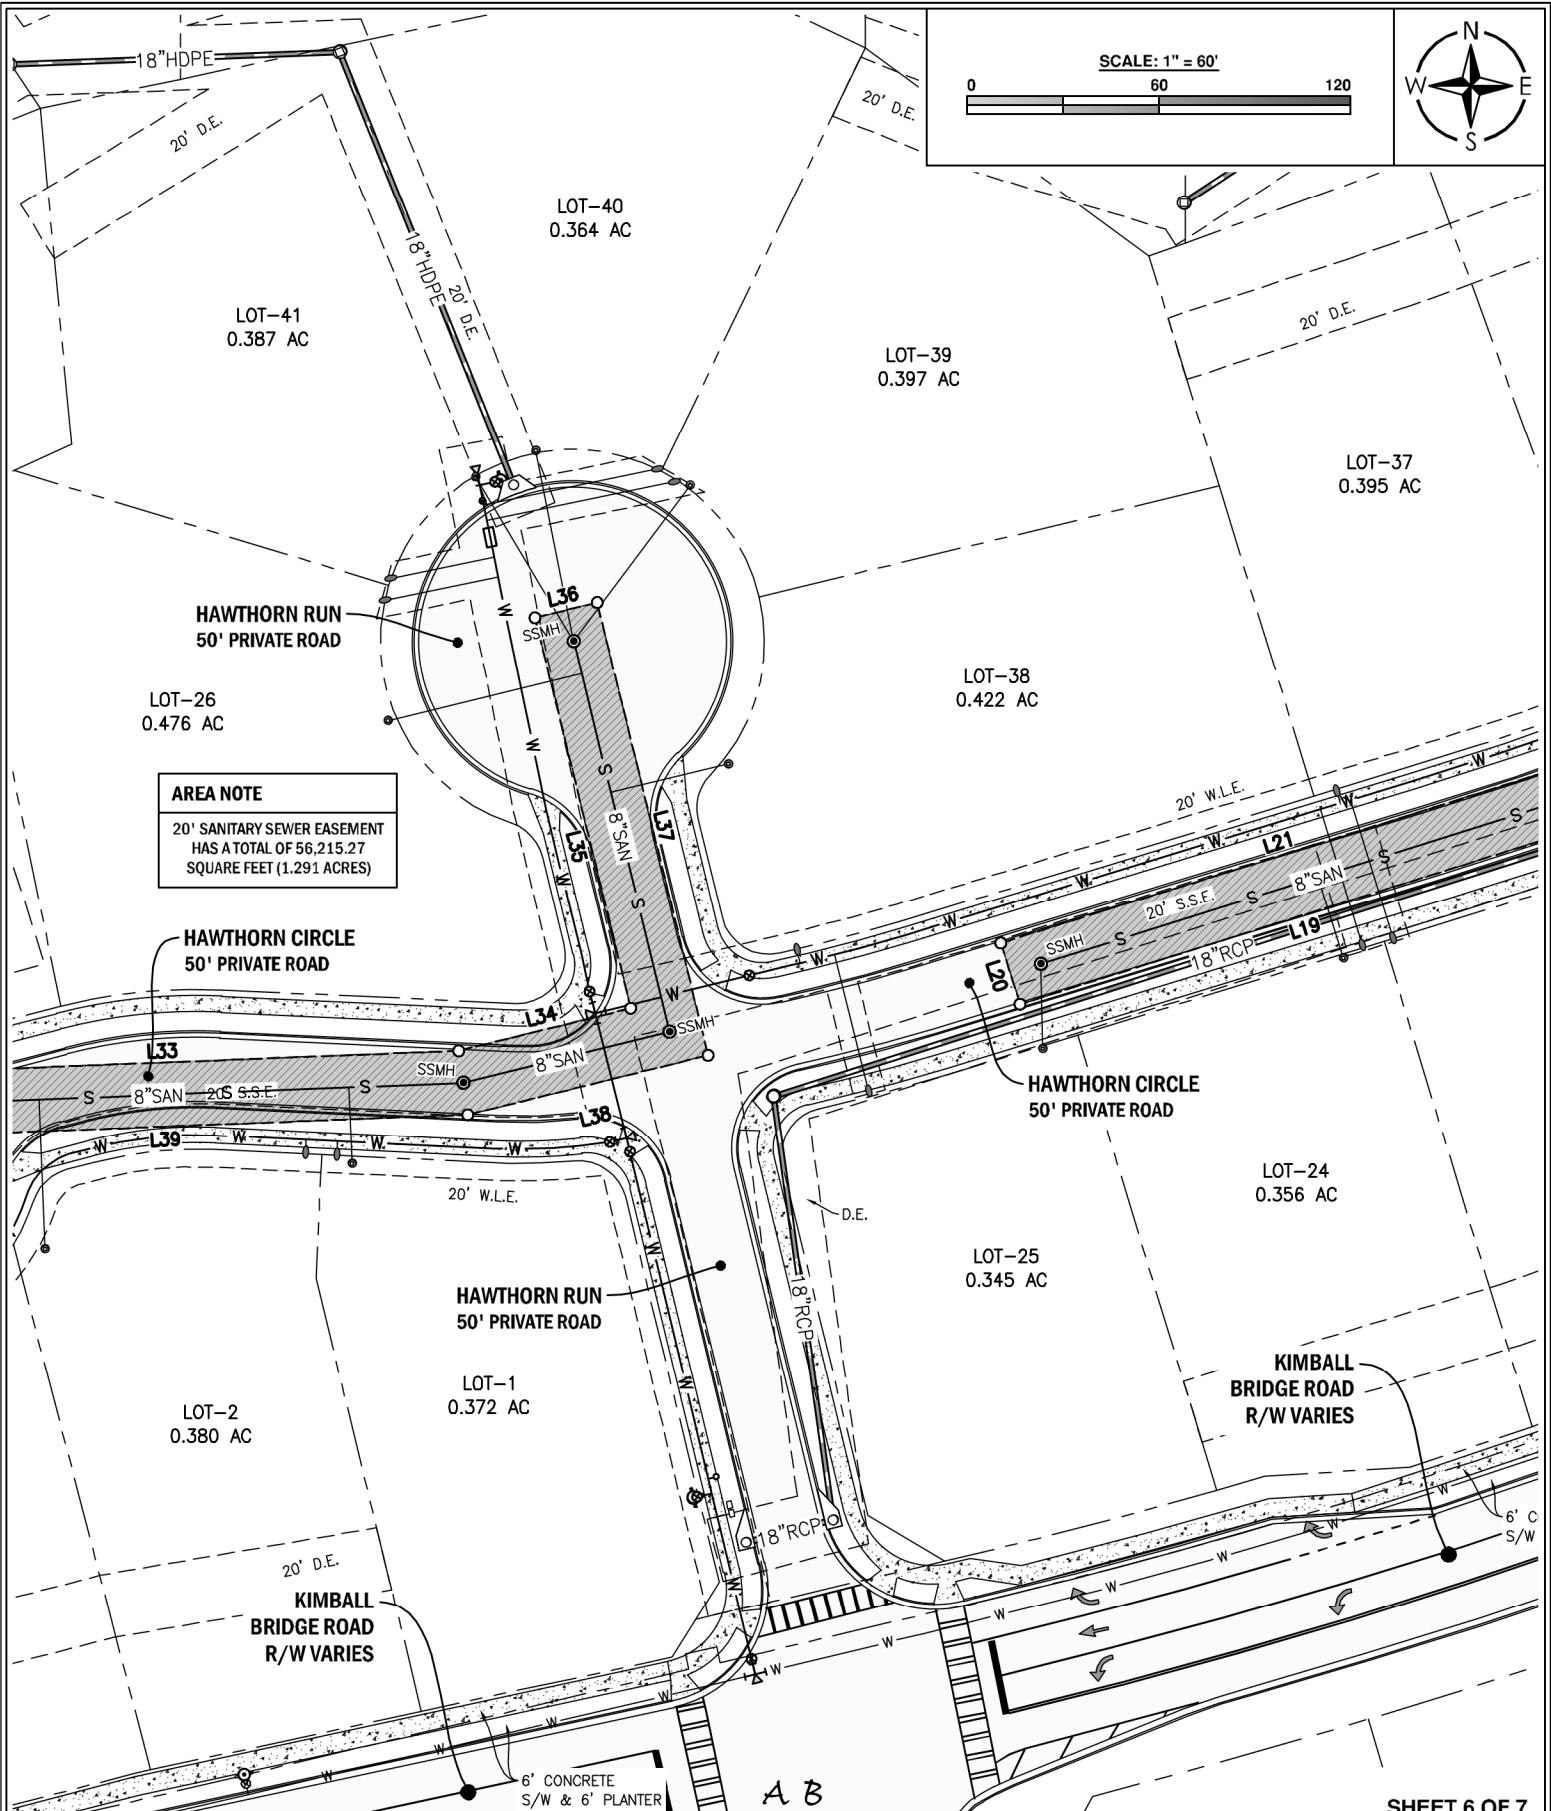 SCALE: 1" = 60'
0 60 120
N
W E
S
18"HDPE
20' D.E.
20' D.E.
LOT-40
0.364 AC
18"HDPE
20' D.E.
LOT-41
0.387 AC
20' D.E.
LOT-39
0.397 AC
LOT-37
0.395 AC
L36
HAWTHORN RUN
50' PRIVATE ROAD
W
SSMH
LOT-26
0.476 AC
LOT-38
0.422 AC
W
S
AREA NOTE
20' SANITARY SEWER EASEMENT
HAS A TOTAL OF 56,215.27
SQUARE FEET (1.291 ACRES)
L35
8"SAN
L37
20' W.L.E.
W
W
W
L21
S
S
8"SAN
W
W
S
20' S.S.E.
S
L19
W
W
S
SSMH
18"RCP
L20
HAWTHORN CIRCLE
50' PRIVATE ROAD
W
L34
SSMH
L33
8"SAN
SSMH
S
8"SAN
20' S.S.E.
S
S
HAWTHORN CIRCLE
50' PRIVATE ROAD
L38
L39
W
W
W
W
20' W.L.E.
D.E.
LOT-24
0.356 AC
W
LOT-25
0.345 AC
HAWTHORN RUN
50' PRIVATE ROAD
18"RCP
KIMBALL
BRIDGE ROAD
R/W VARIES
W
LOT-1
0.372 AC
LOT-2
0.380 AC
W
6' C
S/W
18"RCP
W
W
20' D.E.
W
W
W
W
KIMBALL
BRIDGE ROAD
R/W VARIES
W
W
W
W
W
6' CONCRETE
S/W & 6' PLANTER
A B
SHEET 6 OF 7